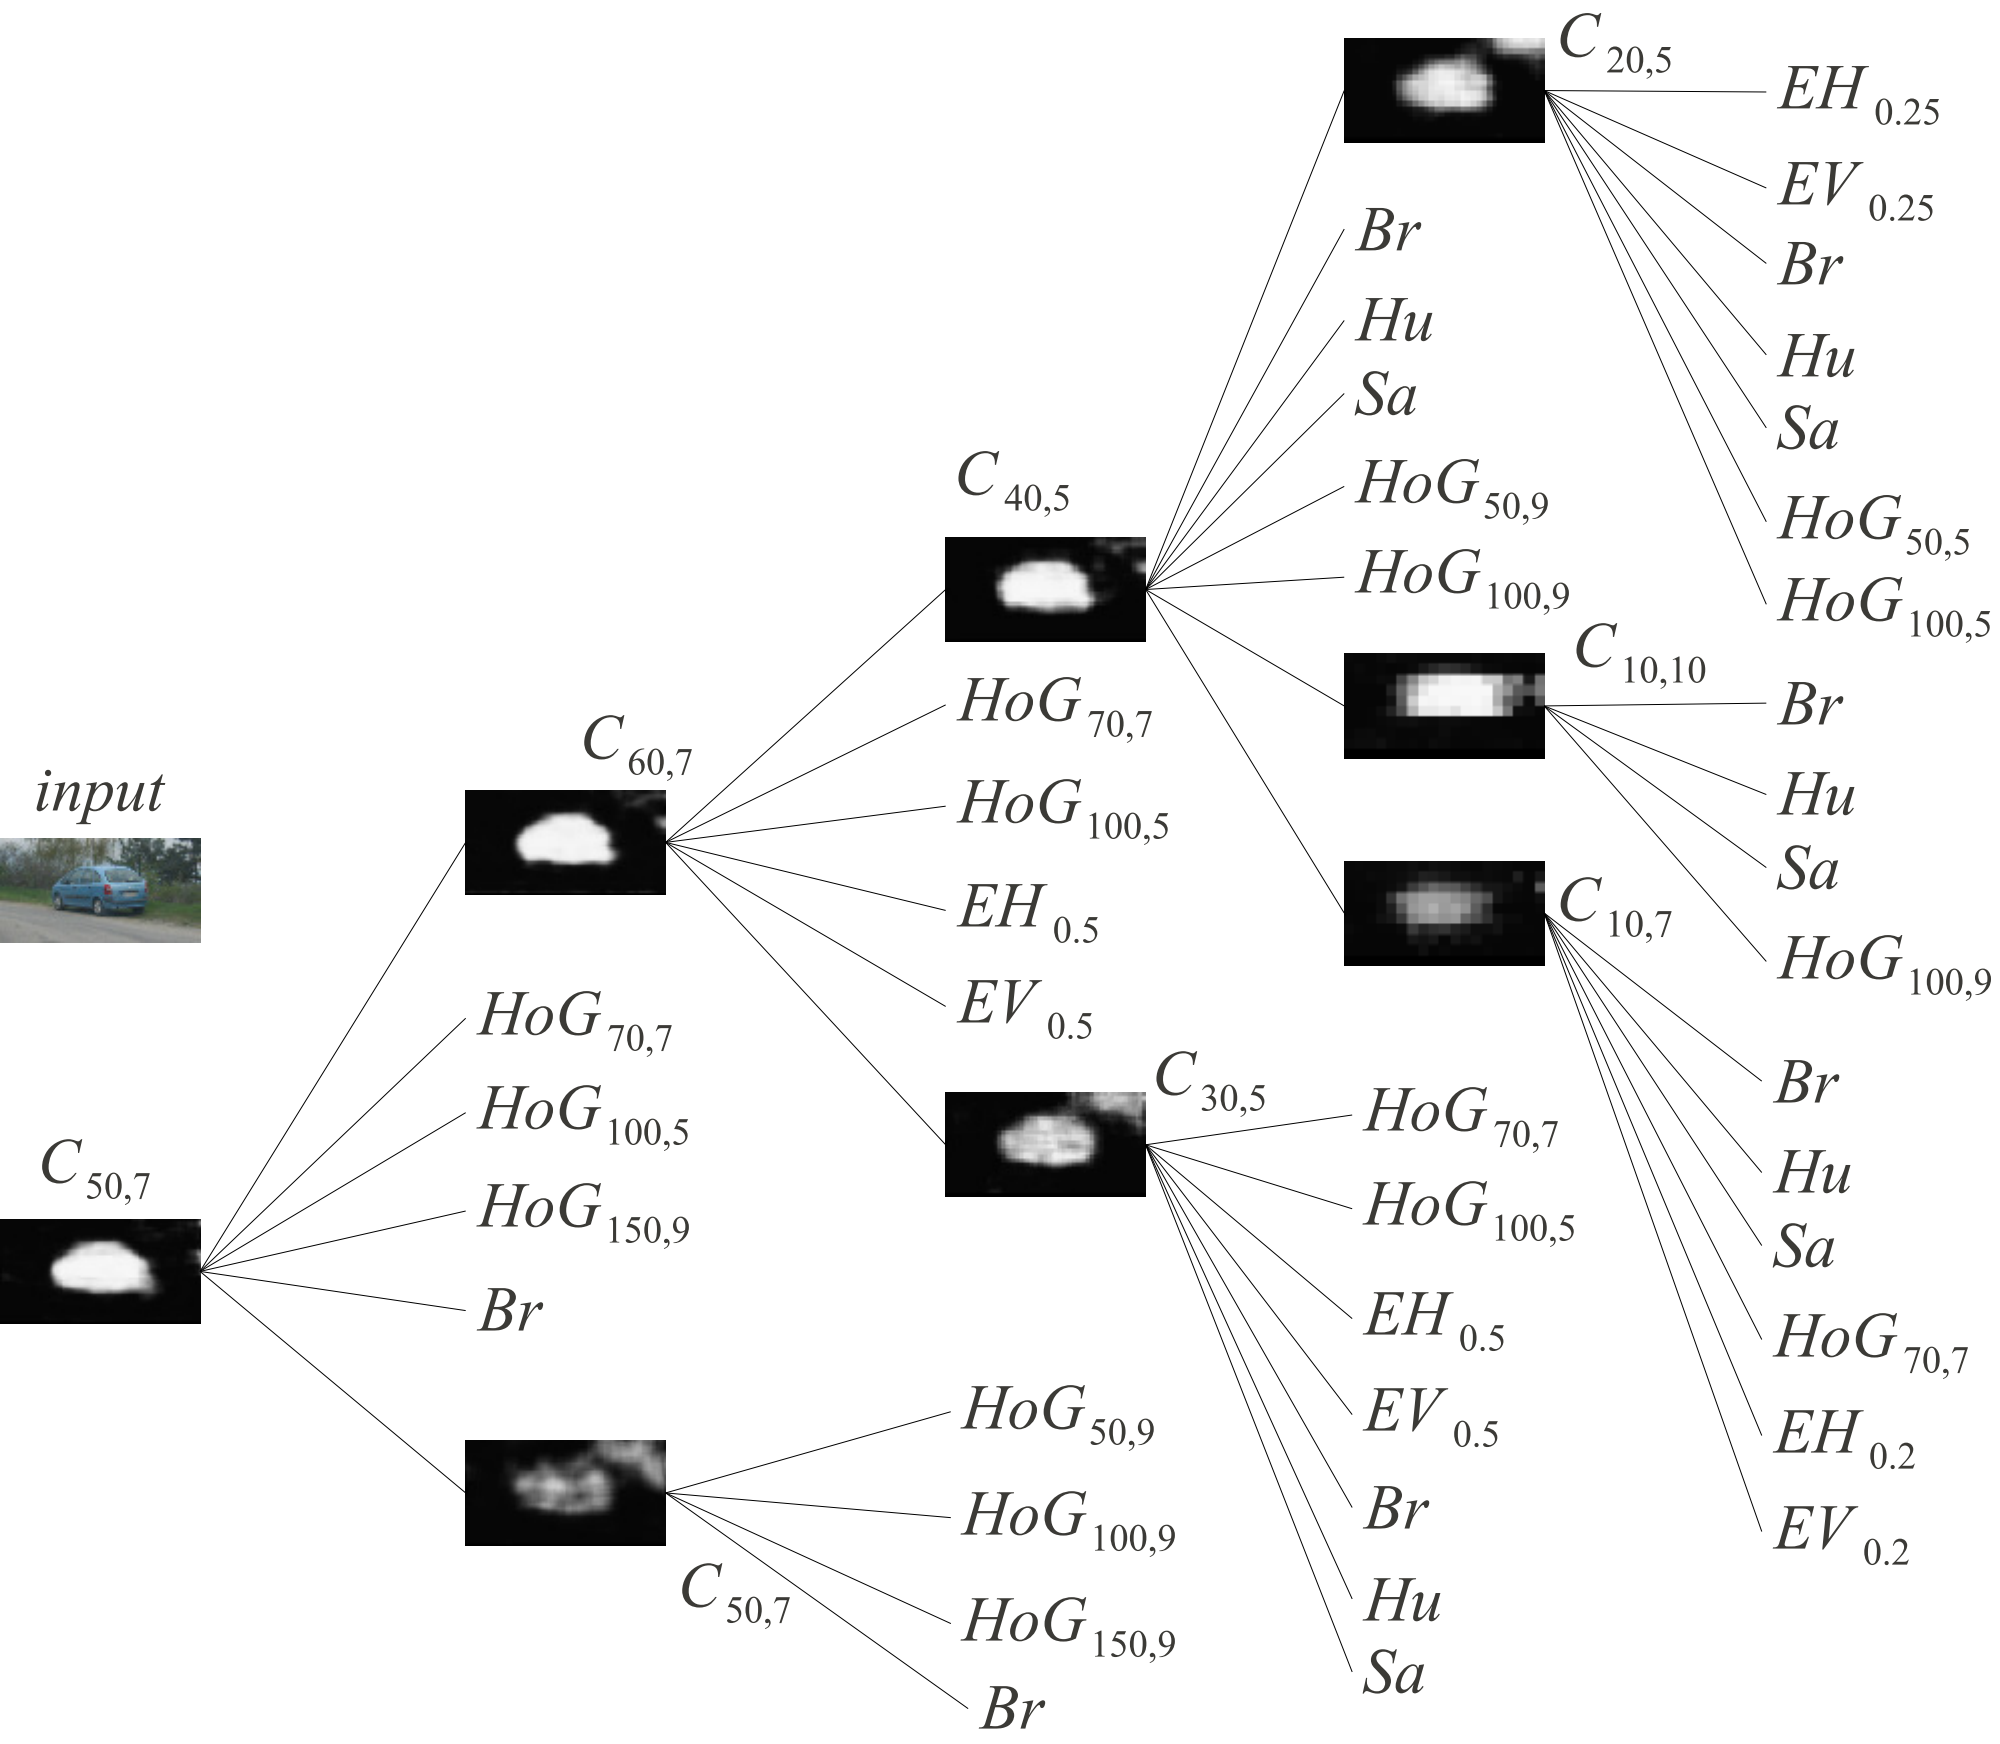 input
C 50,7
C 60,7
HoG 70,7
HoG 100,5
HoG 150,9
Br
C 50,7
C 40,5
HoG 70,7
HoG 100,5
EH 0.5
EV 0.5
C 30,5
HoG 50,9
HoG 100,9
HoG 150,9
Br
C 20,5
Br
Hu
Sa
HoG 50,9
HoG 100,9
C 10,10
C 10,7
HoG 70,7
HoG 100,5
EH 0.5
EV 0.5
Br
Hu
Sa
EH 0.25
EV 0.25
Br
Hu
Sa
HoG 50,5
HoG 100,5
Br
Hu
Sa
HoG 100,9
Br
Hu
Sa
HoG 70,7
EH 0.2
EV 0.2